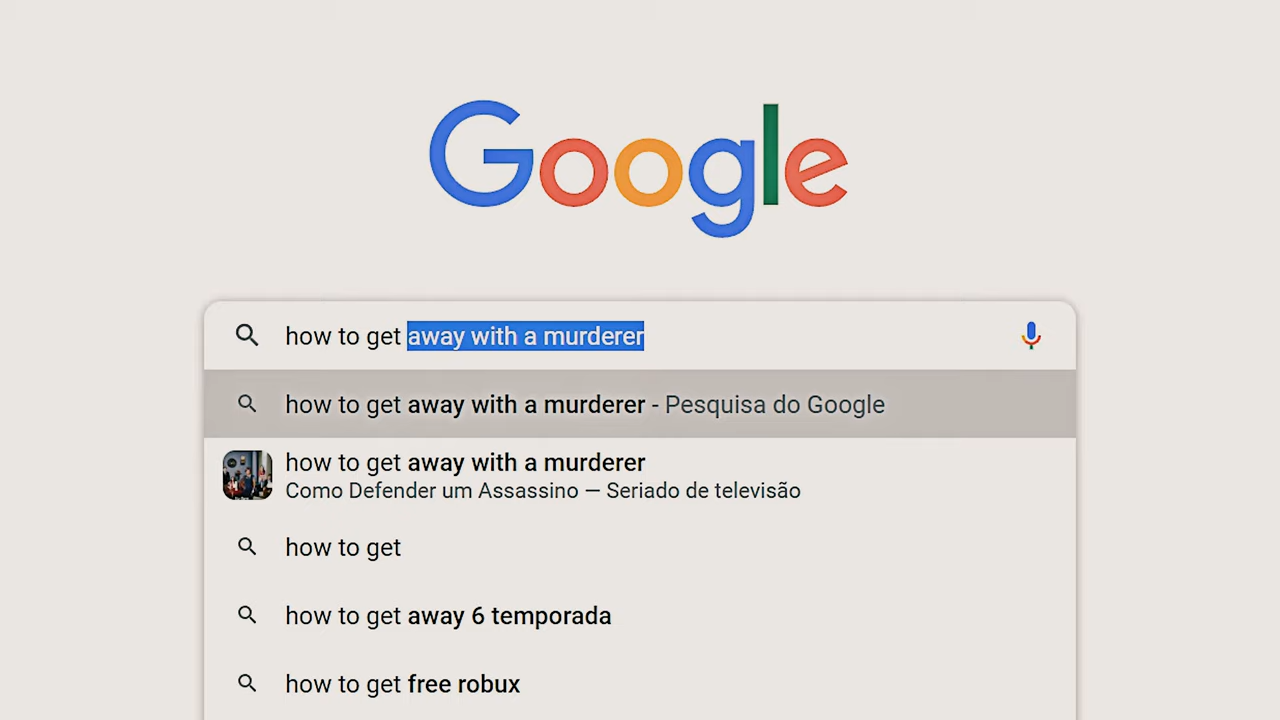 Google
how to get away with a murderer
how to get away with a murderer - Pesquisa do Google
how to get away with a murderer
Como Defender um Assassino — Seriado de televisão
how to get
how to get away 6 temporada
how to get free robux